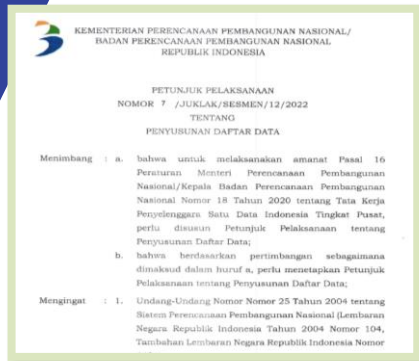 KEMENTERIAN PERENCANAAN PEMBANGUNAN NASIONAL/
BADAN PERENCANAAN PEMBANGUNAN NASIONAL
REPUBLIK INDONESIA
PETUNJUK PELAKSANAAN
NOMOR 7 /JUKLAK/SESMEN/12/2022
TENTANG
PENYUSUNAN DAFTAR DATA
Menimbang : a. bahwa untuk melaksanakan amanat Pasal 16
Peraturan Menteri Perencanaan Pembangunan
Nasional/Kepala Badan Perencanaan Pembangunan
Nasional Nomor 18 Tahun 2020 tentang Tata Kerja
Penyelenggara Satu Data Indonesia Tingkat Pusat,
perlu disusun Petunjuk Pelaksanaan tentang
Penyusunan Daftar Data;
b. bahwa berdasarkan pertimbangan sebagaimana
dimaksud dalam huruf a, perlu menetapkan Petunjuk
Pelaksanaan tentang Penyusunan Daftar Data;
Mengingat : 1. Undang-Undang Nomor Nomor 25 Tahun 2004 tentang
Sistem Perencanaan Pembangunan Nasional (Lembaran
Negara Republik Indonesia Tahun 2004 Nomor 104,
Tambahan Lembaran Negara Republik Indonesia Nomor